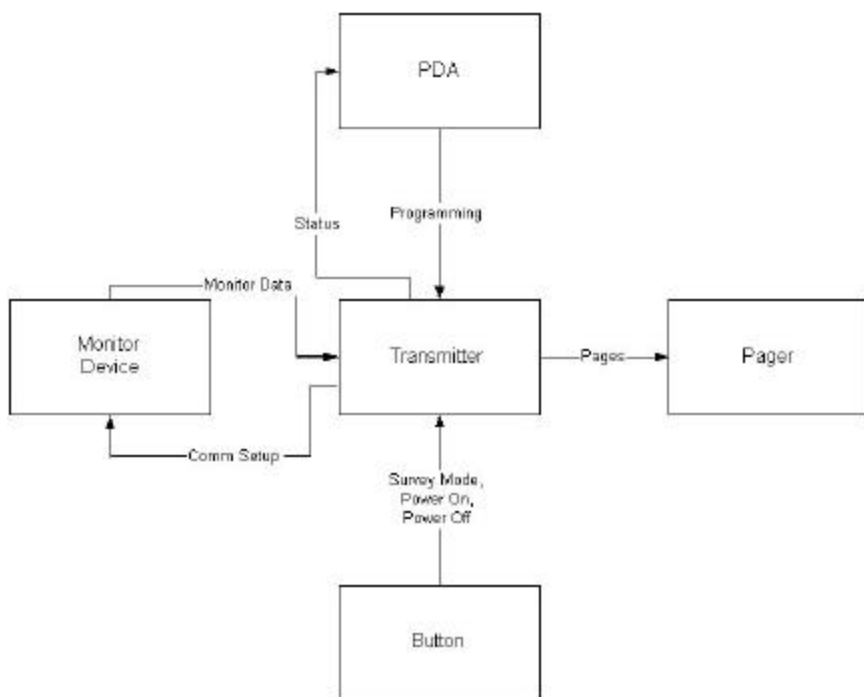 PDA
Programming
Status
Monitor Data
Monitor
Device
Transmitter
Pages
Pager
Comm Setup
Survey Mode,
Power On,
Power Off
Button